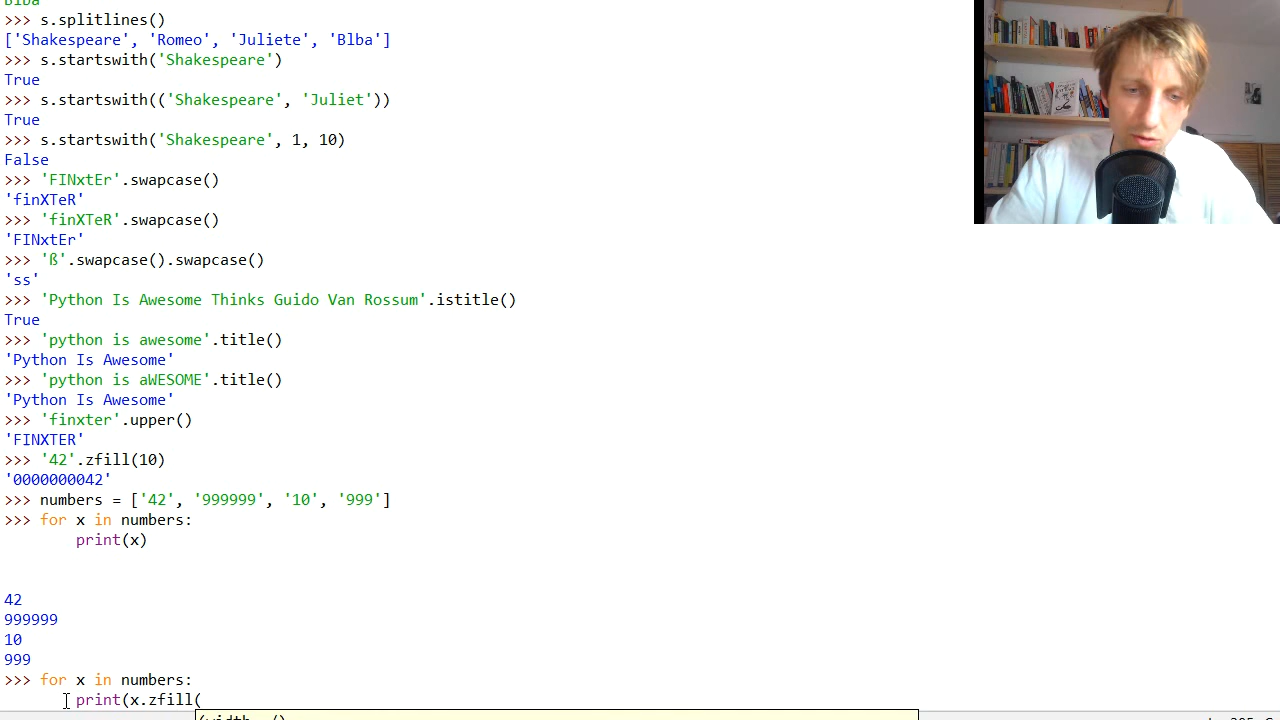 >>> s.splitlines()
['Shakespeare', 'Romeo', 'Juliete', 'Blba']
>>> s.startswith('Shakespeare')
True
>>> s.startswith(('Shakespeare', 'Juliet'))
True
>>> s.startswith('Shakespeare', 1, 10)
False
>>> 'FINxtEr'.swapcase()
'finXTeR'
>>> 'finXTeR'.swapcase()
'FINxtEr'
>>> 'ß'.swapcase().swapcase()
'ss'
>>> 'Python Is Awesome Thinks Guido Van Rossum'.istitle()
True
>>> 'python is awesome'.title()
'Python Is Awesome'
>>> 'python is aWESOME'.title()
'Python Is Awesome'
>>> 'finxter'.upper()
'FINXTER'
>>> '42'.zfill(10)
'0000000042'
>>> numbers = ['42', '999999', '10', '999']
>>> for x in numbers:
print(x)
42
999999
10
999
>>> for x in numbers:
print(x.zfill(